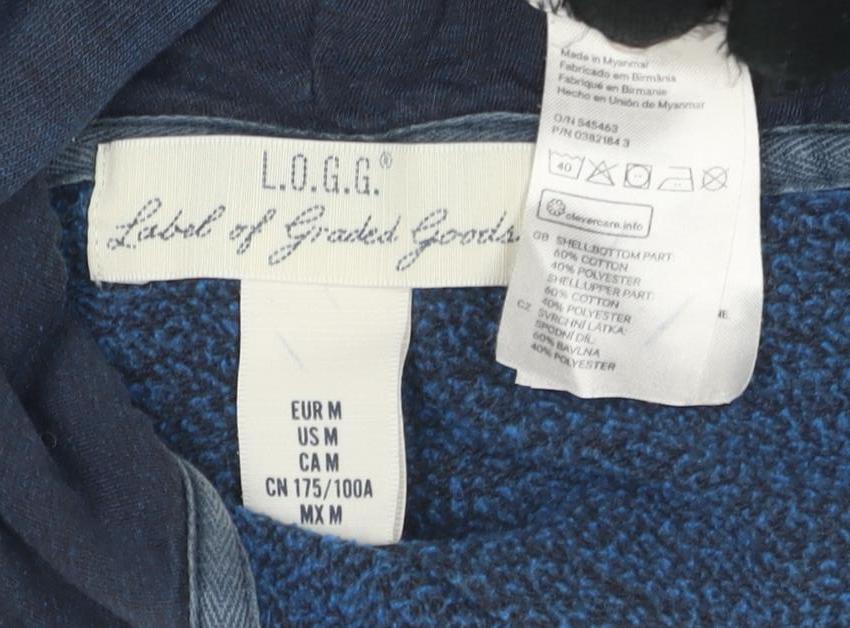 L.O.G.G.®
Label of Graded Goods
EUR M
US M
CA M
CN 175/100A
MX M
Made in Myanmar
Fabricado em Birmânia
Fabriqué en Birmanie
Hecho en Unión de Myanmar
O/N 545463
P/N 0382184 3
40
clevercare.info
GB SHELL:BOTTOM PART:
60% COTTON
40% POLYESTER
SHELL:UPPER PART:
60% COTTON
40% POLYESTER
CZ SVRCHNÍ LÁTKA:
SPODNÍ DÍL:
60% BAVLNA
40% POLYESTER